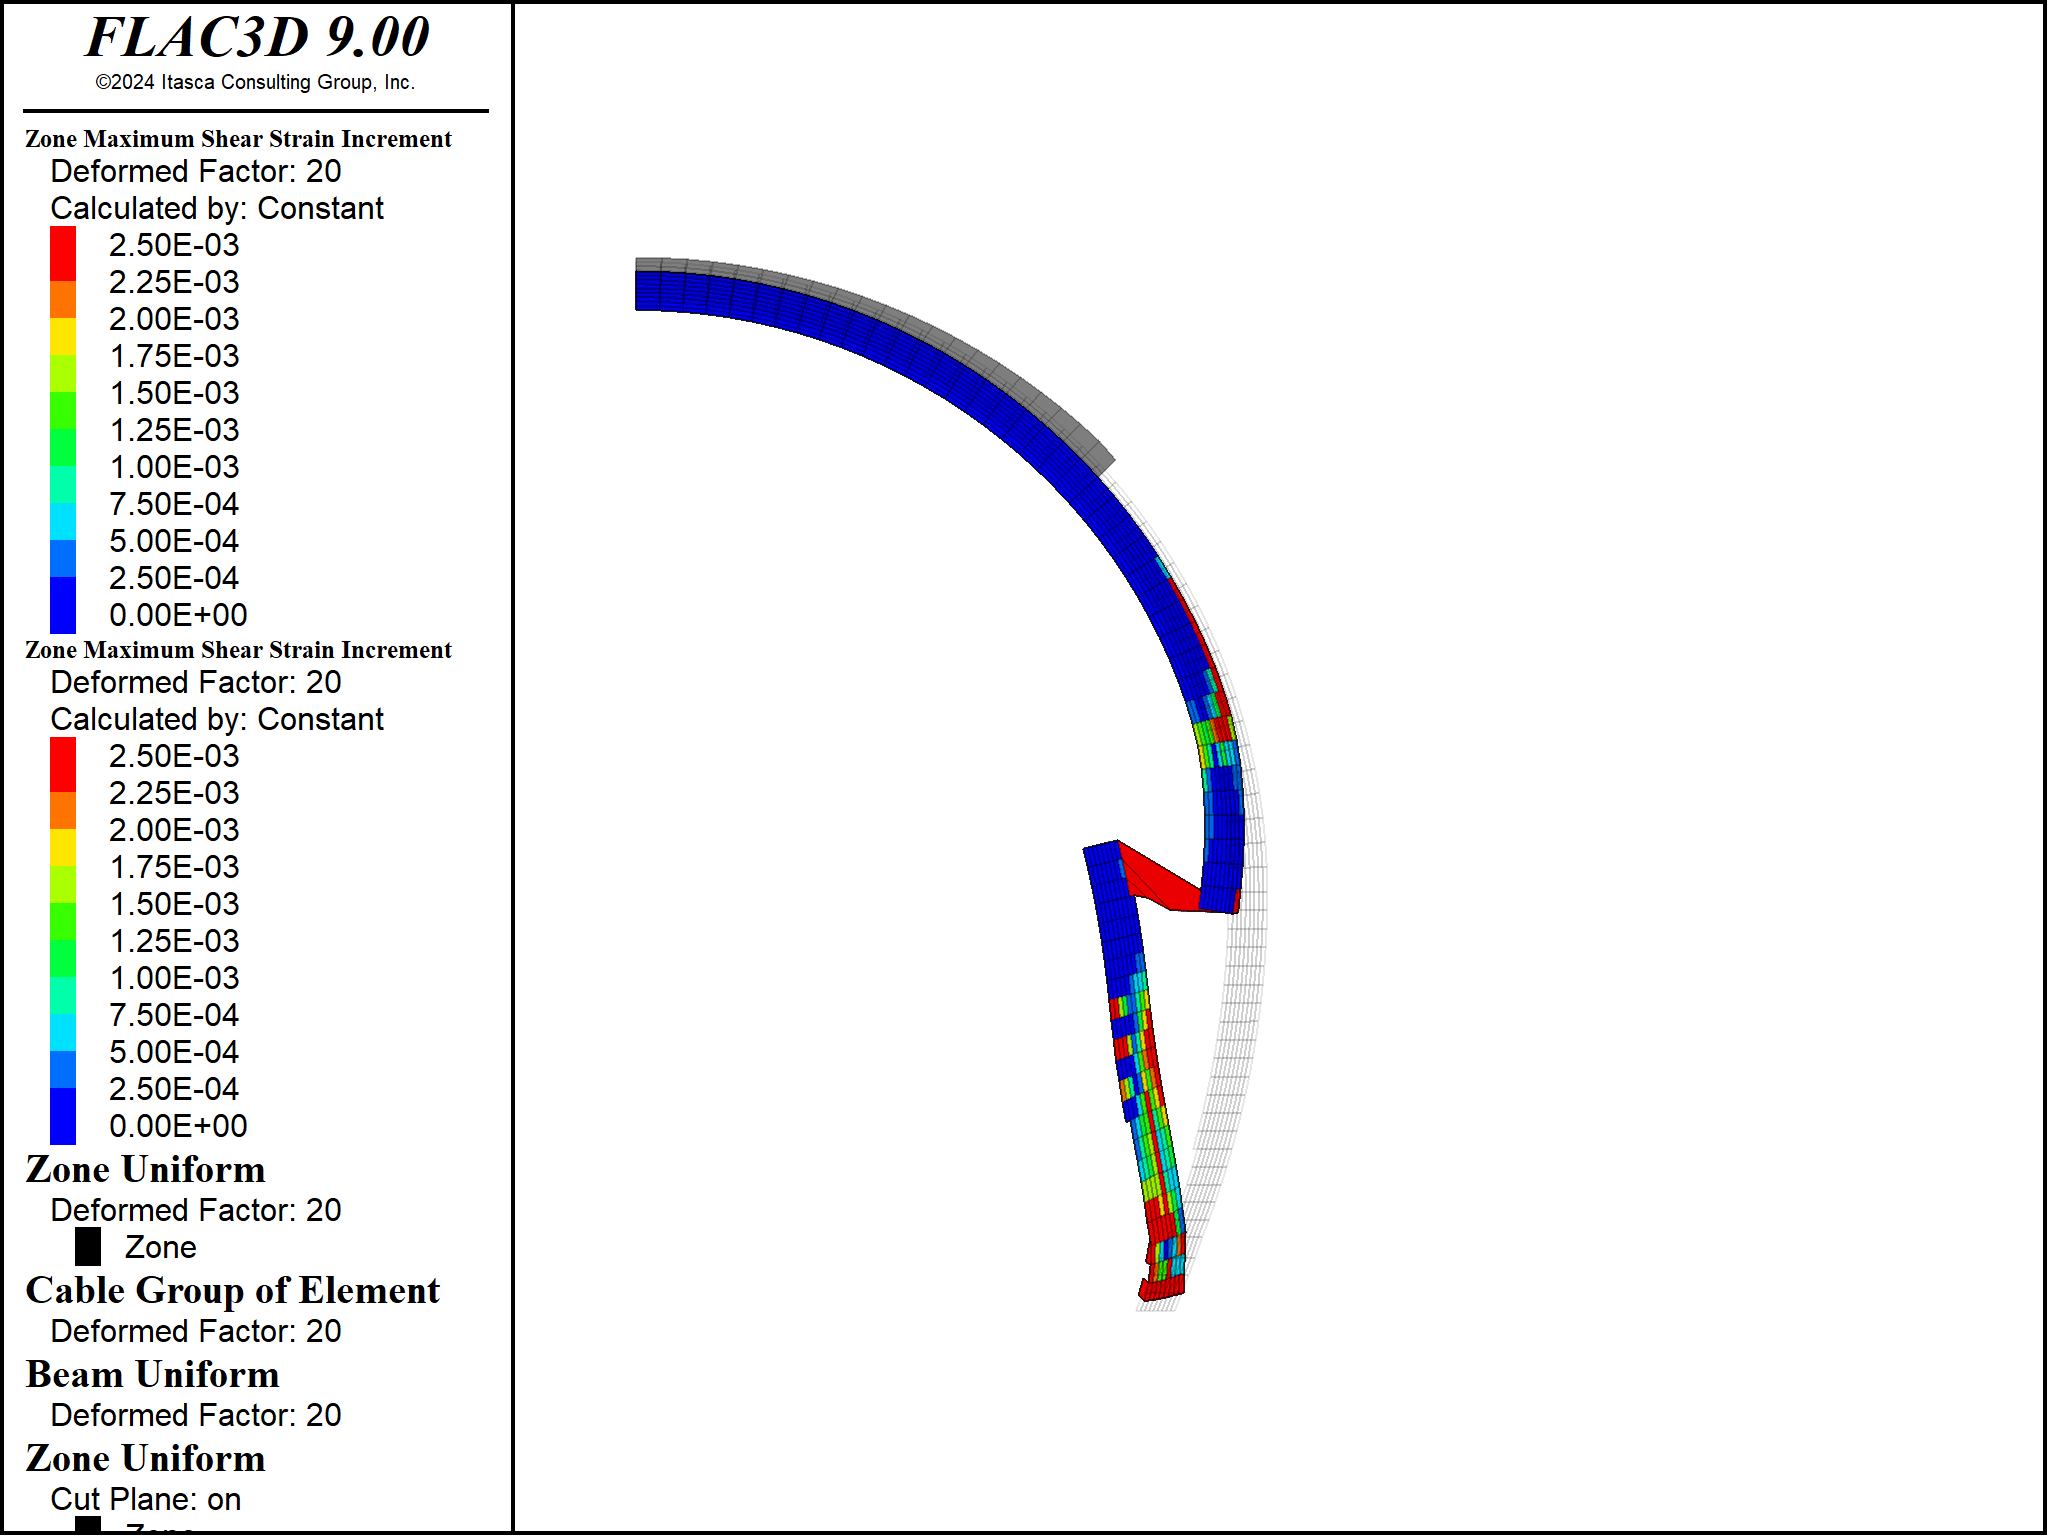 FLAC3D 9.00
©2024 Itasca Consulting Group, Inc.
Zone Maximum Shear Strain Increment
Deformed Factor: 20
Calculated by: Constant
2.50E-03
2.25E-03
2.00E-03
1.75E-03
1.50E-03
1.25E-03
1.00E-03
7.50E-04
5.00E-04
2.50E-04
0.00E+00
Zone Maximum Shear Strain Increment
Deformed Factor: 20
Calculated by: Constant
2.50E-03
2.25E-03
2.00E-03
1.75E-03
1.50E-03
1.25E-03
1.00E-03
7.50E-04
5.00E-04
2.50E-04
0.00E+00
Zone Uniform
Deformed Factor: 20
Zone
Cable Group of Element
Deformed Factor: 20
Beam Uniform
Deformed Factor: 20
Zone Uniform
Cut Plane: on